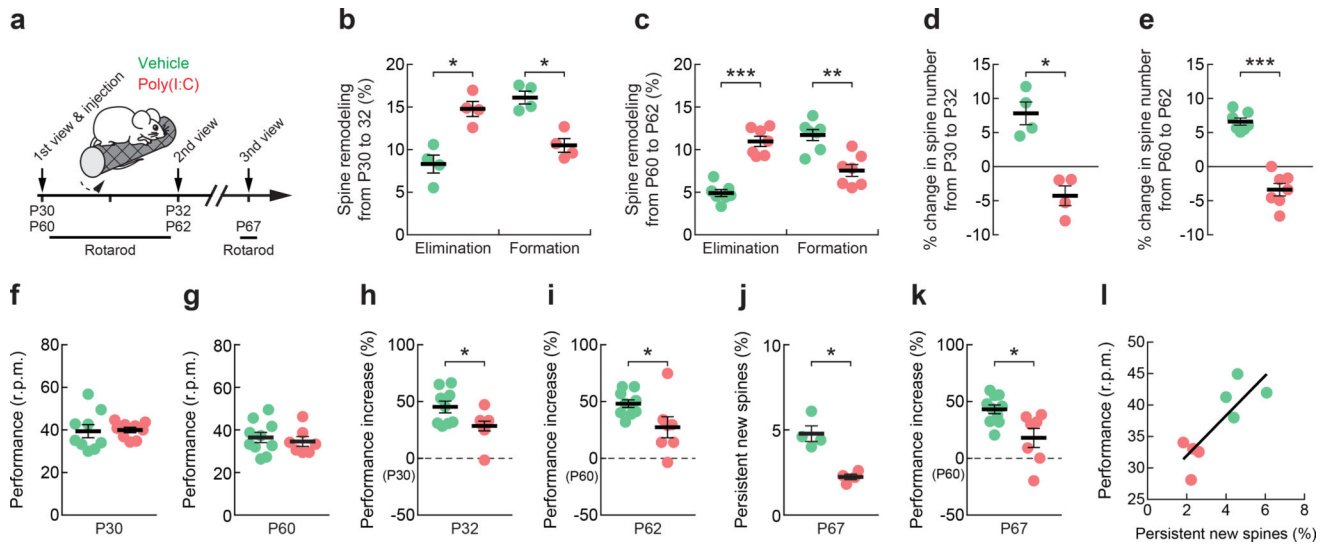 a
Vehicle
Poly(I:C)
1st view & injection
2nd view
3rd view
P30
P60
P32
P62
P67
Rotarod
Rotarod
b
Spine remodeling
from P30 to 32 (%)
20
15
10
5
0
*
*
Elimination
Formation
c
Spine remodeling
from P60 to P62 (%)
20
15
10
5
0
***
**
Elimination
Formation
d
% change in spine number
from P30 to P32
15
10
5
0
-5
-10
*
e
% change in spine number
from P60 to P62
15
10
5
0
-5
-10
***
f
Performance (r.p.m.)
80
60
40
20
0
P30
g
Performance (r.p.m.)
80
60
40
20
0
P60
h
Performance increase (%)
100
50
0
(P30)
-50
*
P32
i
Performance increase (%)
100
50
0
(P60)
-50
*
P62
j
Persistent new spines (%)
10
5
0
*
P67
k
Performance increase (%)
100
50
0
(P60)
-50
*
P67
l
Performance (r.p.m.)
50
45
40
35
30
25
0 2 4 6 8
Persistent new spines (%)